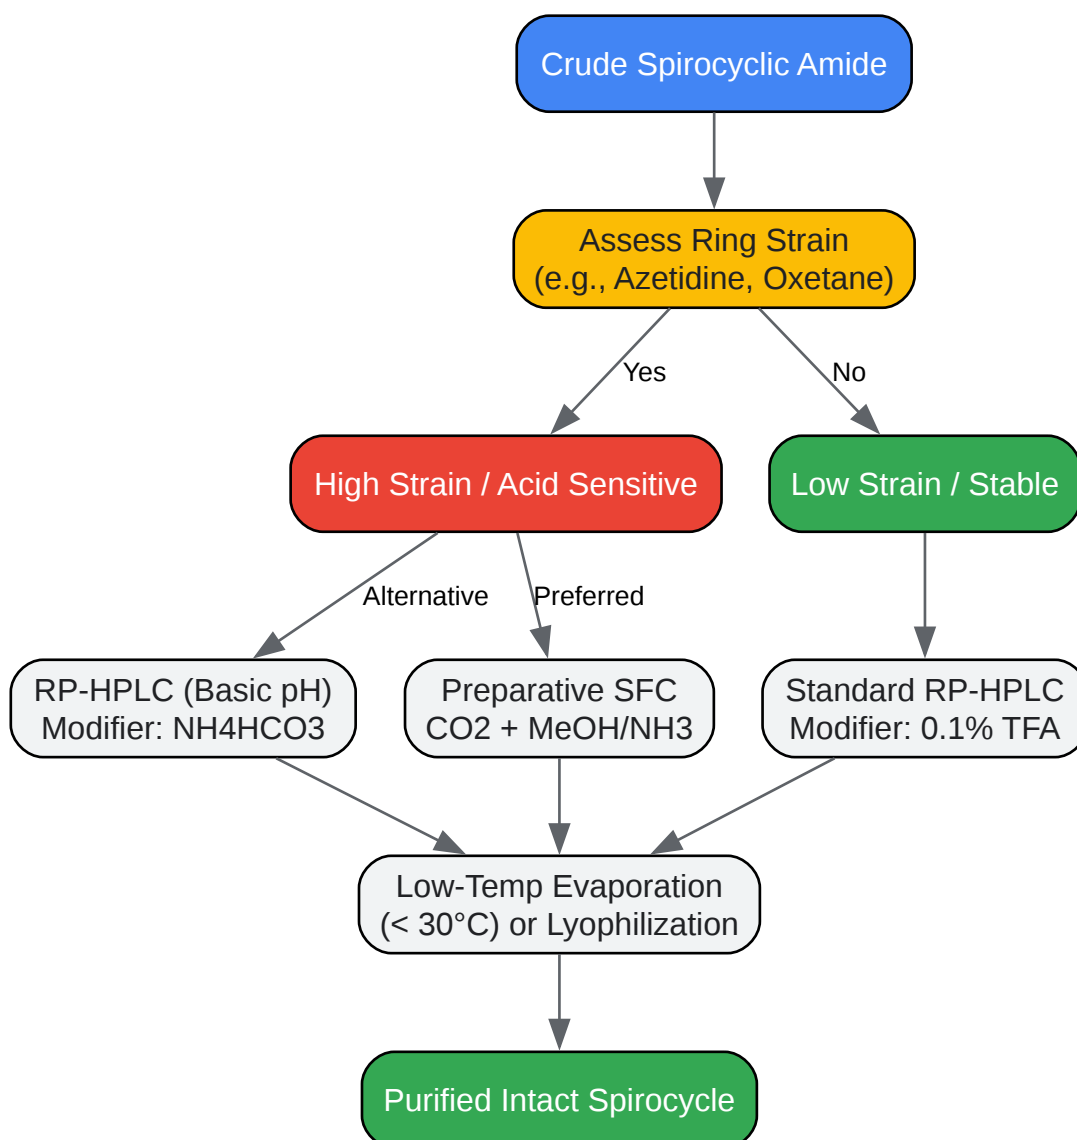 Crude Spirocyclic Amide
Assess Ring Strain
(e.g., Azetidine, Oxetane)
Yes
No
High Strain / Acid Sensitive
Low Strain / Stable
Alternative
Preferred
RP-HPLC (Basic pH)
Modifier: NH4HCO3
Preparative SFC
CO2 + MeOH/NH3
Standard RP-HPLC
Modifier: 0.1% TFA
Low-Temp Evaporation
(< 30°C) or Lyophilization
Purified Intact Spirocycle